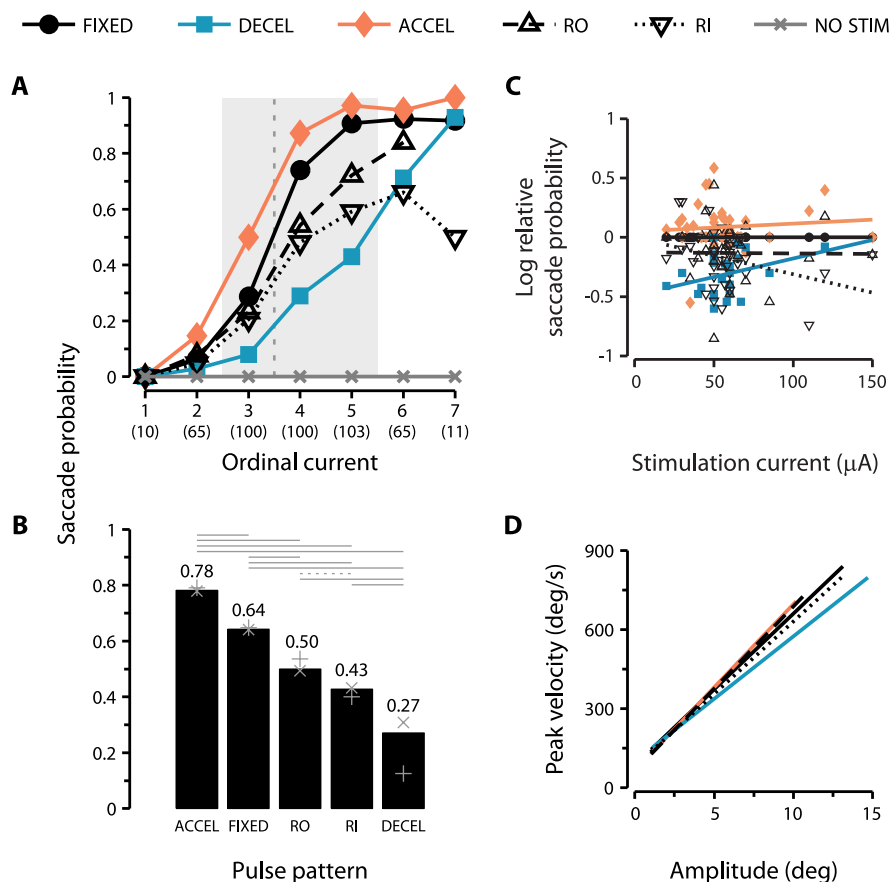 FIXED DECEL ACCEL RO RI NO STIM
A
Saccade probability
1
0.8
0.6
0.4
0.2
0
1 2 3 4 5 6 7
(10) (65) (100) (100) (103) (65) (11)
Ordinal current
B
1
0.8
0.6
0.4
0.2
0
0.78
0.64
0.50
0.43
0.27
ACCEL FIXED RO RI DECEL
Pulse pattern
C
Log relative
saccade probability
1
0.5
0
-0.5
-1
0 50 100 150
Stimulation current (μA)
D
Peak velocity (deg/s)
900
600
300
0
0 5 10 15
Amplitude (deg)